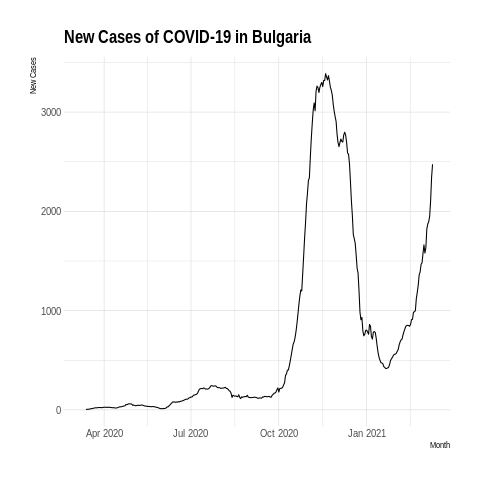 New Cases of COVID-19 in Bulgaria
New Cases
3000
2000
1000
0
Apr 2020 Jul 2020 Oct 2020 Jan 2021
Month